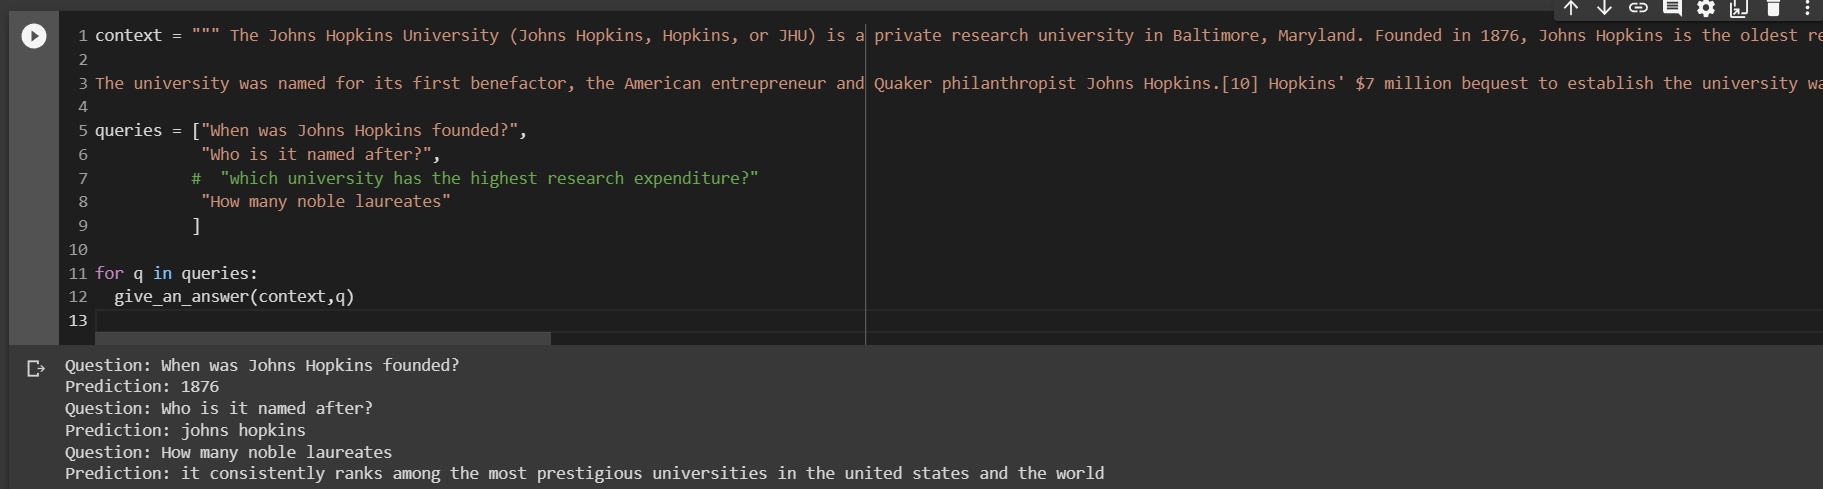 1 context = """ The Johns Hopkins University (Johns Hopkins, Hopkins, or JHU) is a private research university in Baltimore, Maryland. Founded in 1876, Johns Hopkins is the oldest re
2
3 The university was named for its first benefactor, the American entrepreneur and Quaker philanthropist Johns Hopkins.[10] Hopkins' $7 million bequest to establish the university wa
4
5 queries = ["When was Johns Hopkins founded?",
6 "Who is it named after?",
7 # "which university has the highest research expenditure?"
8 "How many noble laureates"
9 ]
10
11 for q in queries:
12 give_an_answer(context,q)
13
Question: When was Johns Hopkins founded?
Prediction: 1876
Question: Who is it named after?
Prediction: johns hopkins
Question: How many noble laureates
Prediction: it consistently ranks among the most prestigious universities in the united states and the world